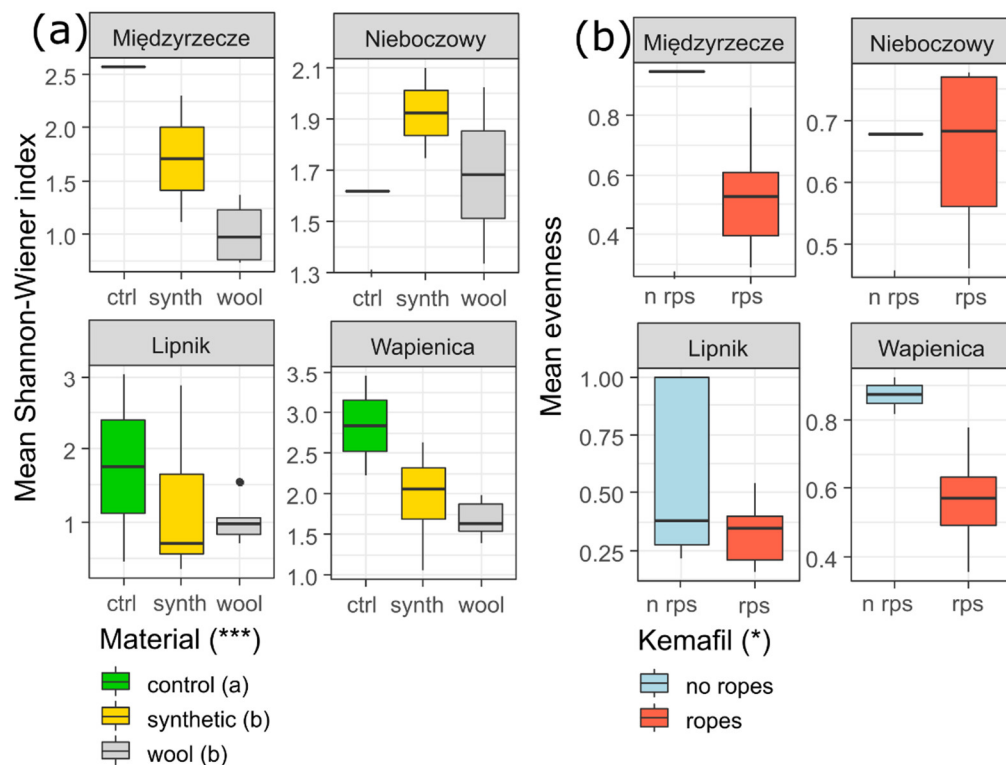 (a)
Mean Shannon-Wiener index
Międzyrzecze
2.5
2.0
1.5
1.0
ctrl synth wool
Nieboczowy
2.1
1.9
1.7
1.5
1.3
ctrl synth wool
Lipnik
3
2
1
ctrl synth wool
Wapienica
3.5
3.0
2.5
2.0
1.5
1.0
ctrl synth wool
Material (***)
control (a)
synthetic (b)
wool (b)
(b)
Mean evenness
Międzyrzecze
0.8
0.6
0.4
n rps rps
Nieboczowy
0.7
0.6
0.5
n rps rps
Lipnik
1.00
0.75
0.50
0.25
n rps rps
Wapienica
0.8
0.6
0.4
n rps rps
Kemafil (*)
no ropes
ropes